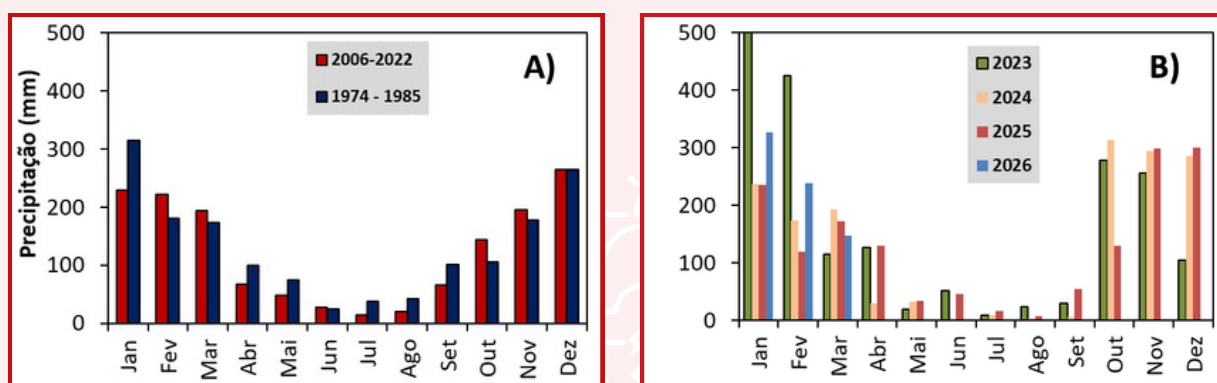 500
400
300
200
100
0
Precipitação (mm)
2006-2022
1974 - 1985
A)
Jan
Fev
Mar
Abr
Mai
Jun
Jul
Ago
Set
Out
Nov
Dez
500
400
300
200
100
0
2023
2024
2025
2026
B)
Jan
Fev
Mar
Abr
Mai
Jun
Jul
Ago
Set
Out
Nov
Dez